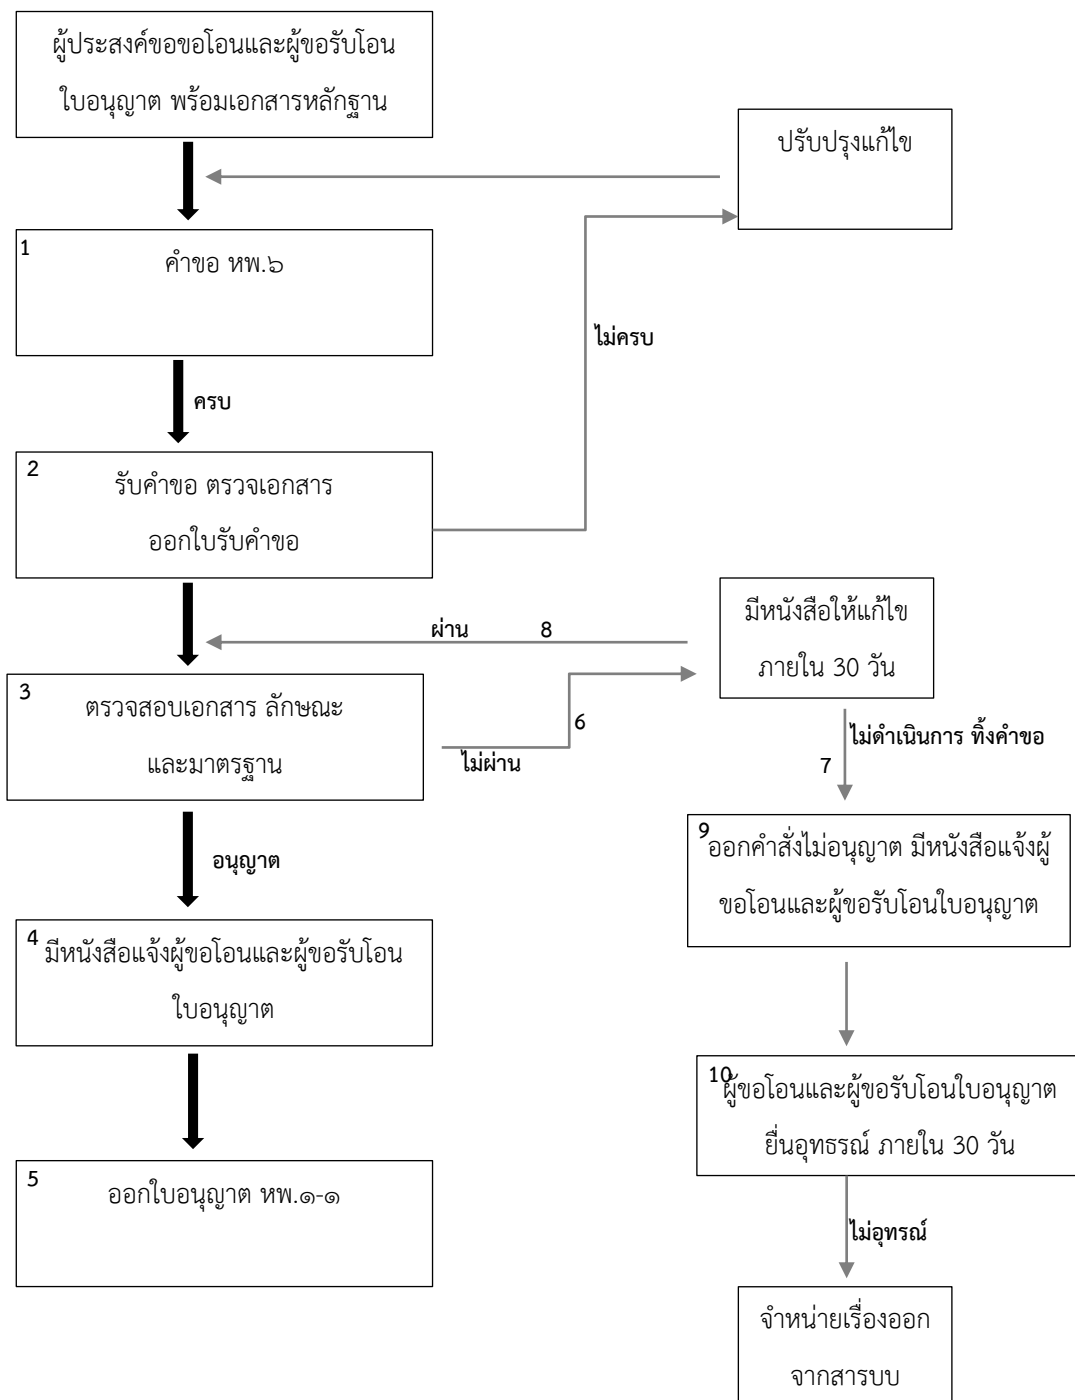 ผู้ประสงค์ขอขอโอนและผู้ขอรับโอน
ใบอนุญาต พร้อมเอกสารหลักฐาน
ปรับปรุงแก้ไข
1
คำขอ หพ.๖
ไม่ครบ
ครบ
2
รับคำขอ ตรวจเอกสาร
ออกใบรับคำขอ
มีหนังสือให้แก้ไข
ภายใน 30 วัน
ผ่าน 8
3
ตรวจสอบเอกสาร ลักษณะ
และมาตรฐาน
6
ไม่ผ่าน
ไม่ดำเนินการ ทิ้งคำขอ
7
9
ออกคำสั่งไม่อนุญาต มีหนังสือแจ้งผู้
ขอโอนและผู้ขอรับโอนใบอนุญาต
อนุญาต
4
มีหนังสือแจ้งผู้ขอโอนและผู้ขอรับโอน
ใบอนุญาต
10
ผู้ขอโอนและผู้ขอรับโอนใบอนุญาต
ยื่นอุทธรณ์ ภายใน 30 วัน
5
ออกใบอนุญาต หพ.๑-๑
ไม่อุทรณ์
จำหน่ายเรื่องออก
จากสารบบ